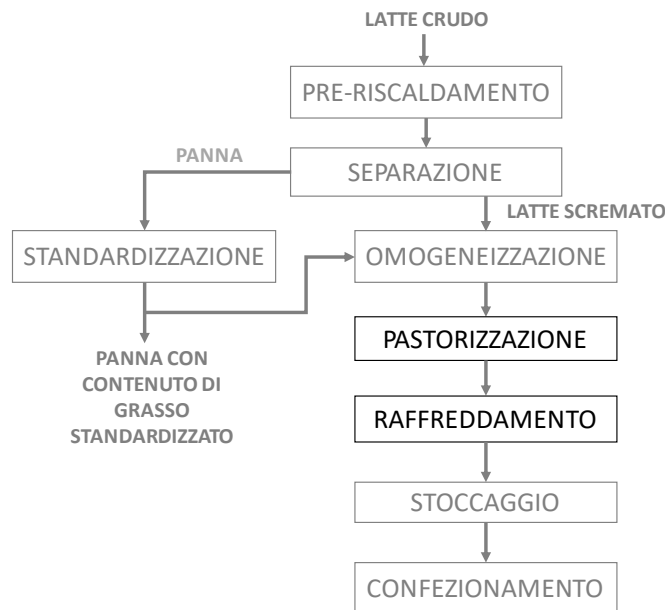 LATTE CRUDO
PRE-RISCALDAMENTO
PANNA
SEPARAZIONE
LATTE SCREMATO
STANDARDIZZAZIONE
OMOGENEIZZAZIONE
PASTORIZZAZIONE
PANNA CON
CONTENUTO DI
GRASSO
STANDARDIZZATO
RAFFREDDAMENTO
STOCCAGGIO
CONFEZIONAMENTO